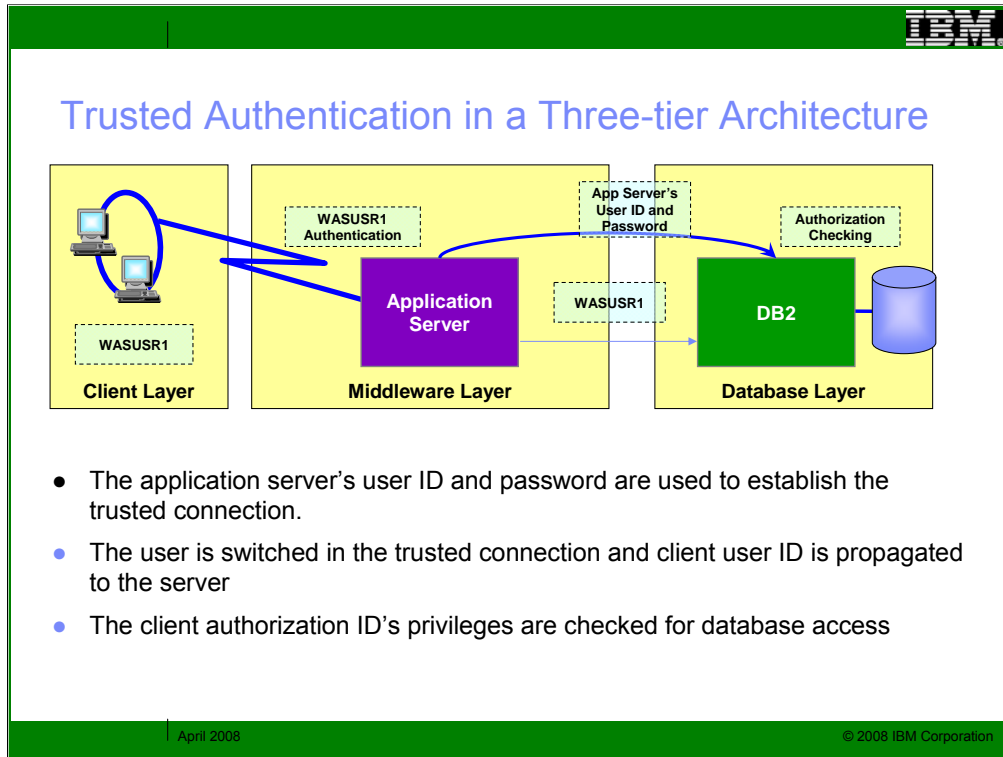 IBM
Trusted Authentication in a Three-tier Architecture
WASUSR1
Client Layer
WASUSR1
Authentication
Application
Server
Middleware Layer
App Server's
User ID and
Password
WASUSR1
Authorization
Checking
DB2
Database Layer
● The application server's user ID and password are used to establish the
trusted connection.
● The user is switched in the trusted connection and client user ID is propagated
to the server
● The client authorization ID's privileges are checked for database access
April 2008
© 2008 IBM Corporation